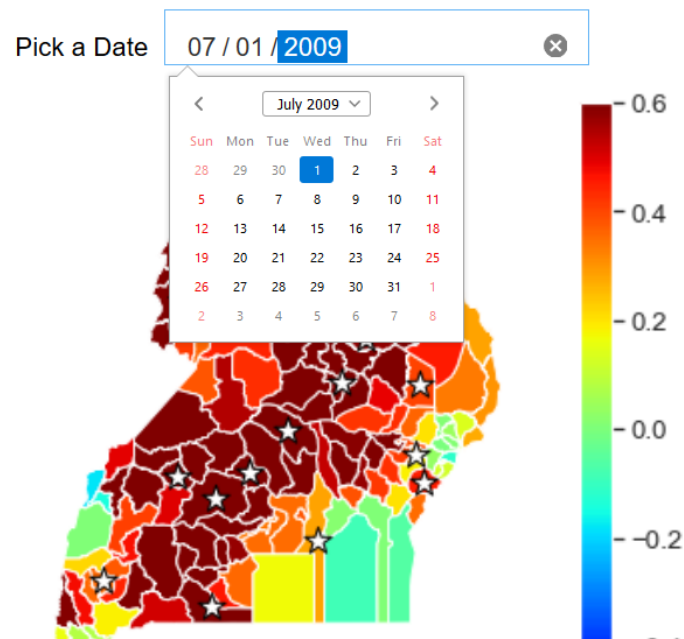 Pick a Date 07 / 01 / 2009
July 2009
Sun Mon Tue Wed Thu Fri Sat
28 29 30 1 2 3 4
5 6 7 8 9 10 11
12 13 14 15 16 17 18
19 20 21 22 23 24 25
26 27 28 29 30 31 1
2 3 4 5 6 7 8
0.6
0.4
0.2
0.0
−0.2